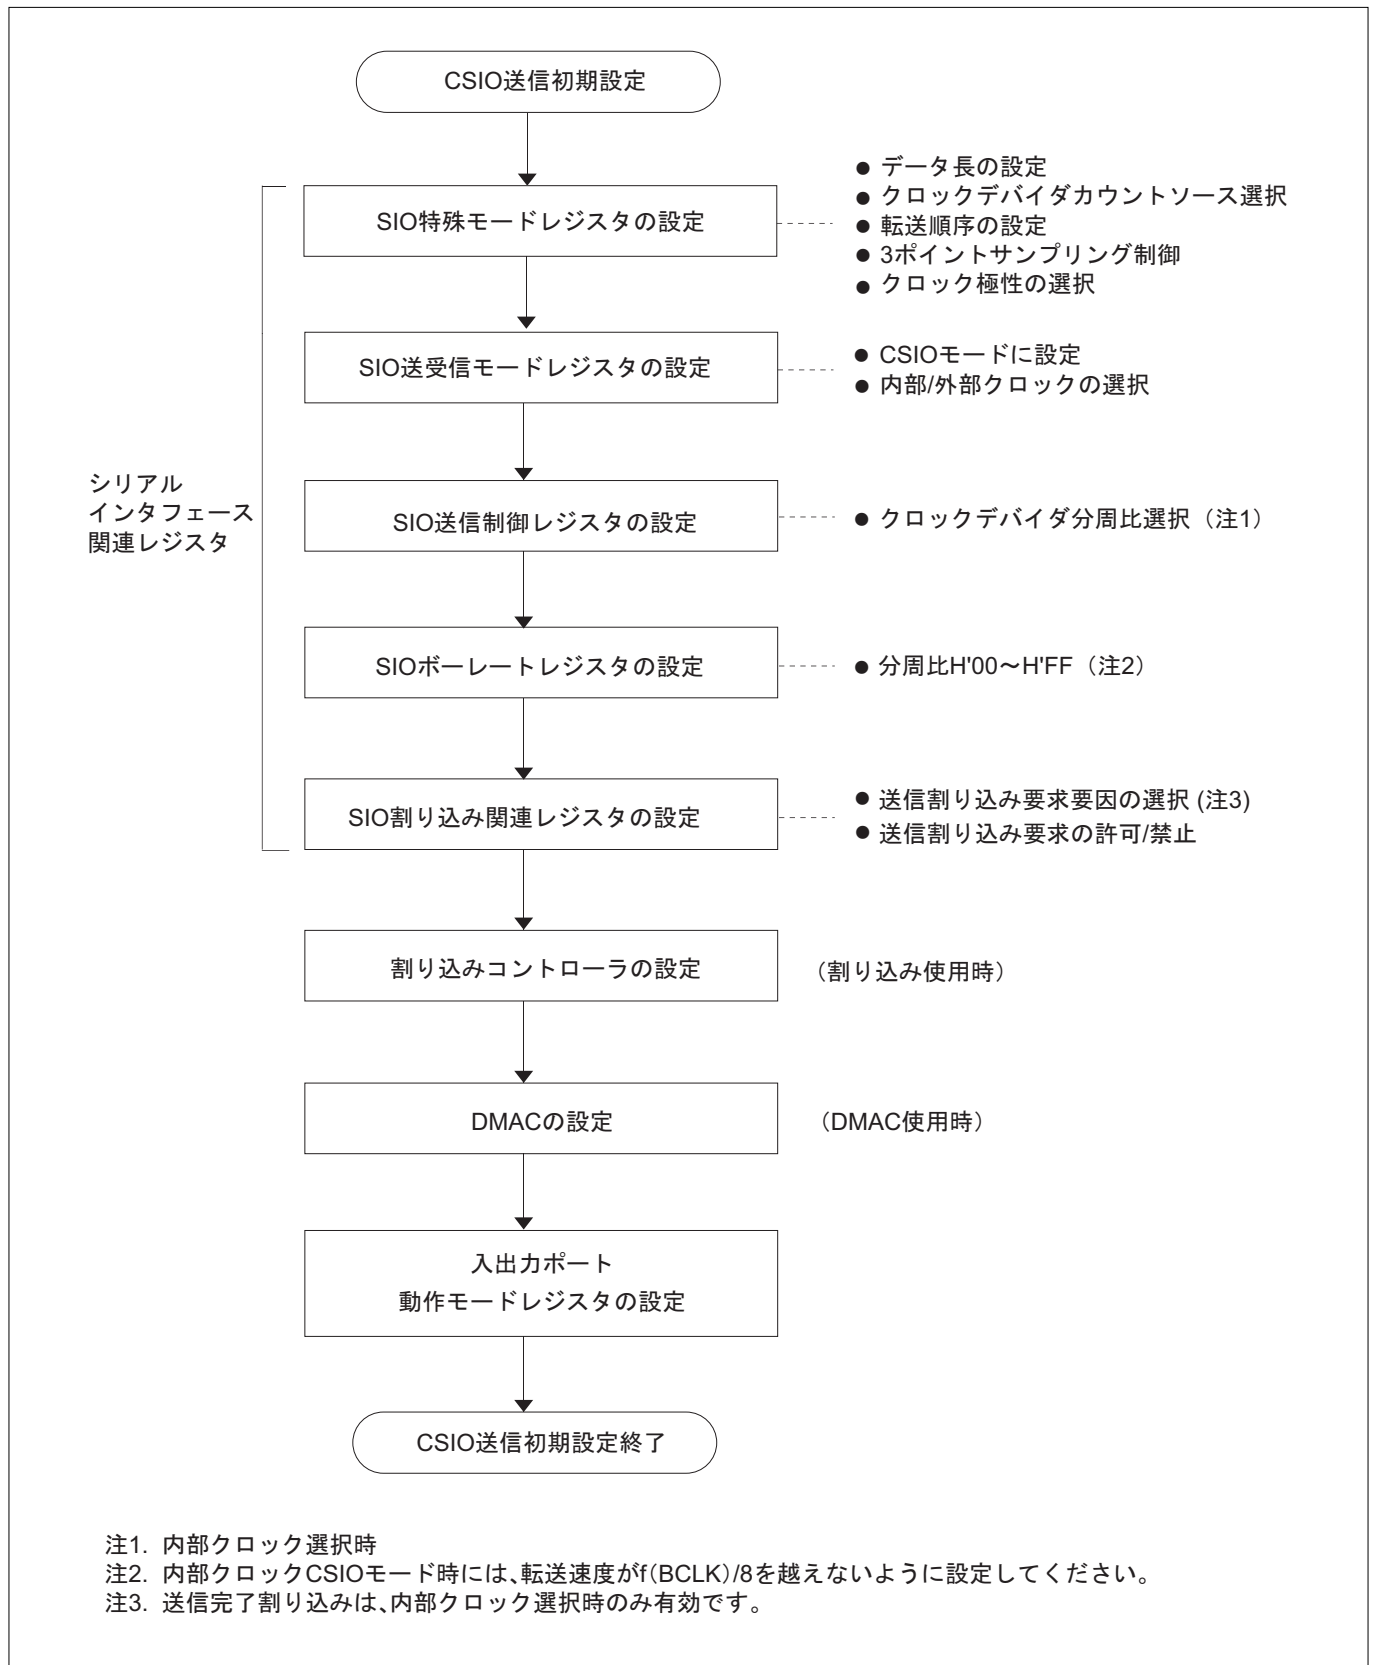 CSIO送信初期設定
SIO特殊モードレジスタの設定
● データ長の設定
● クロックデバイダカウントソース選択
● 転送順序の設定
● 3ポイントサンプリング制御
● クロック極性の選択
SIO送受信モードレジスタの設定
● CSIOモードに設定
● 内部/外部クロックの選択
シリアル
インタフェース
関連レジスタ
SIO送信制御レジスタの設定
● クロックデバイダ分周比選択（注1）
SIOボーレートレジスタの設定
● 分周比H'00〜H'FF（注2）
SIO割り込み関連レジスタの設定
● 送信割り込み要求要因の選択 (注3)
● 送信割り込み要求の許可/禁止
割り込みコントローラの設定
（割り込み使用時）
DMACの設定
（DMAC使用時）
入出力ポート
動作モードレジスタの設定
CSIO送信初期設定終了
注1. 内部クロック選択時
注2. 内部クロックCSIOモード時には、転送速度がf（BCLK）/8を越えないように設定してください。
注3. 送信完了割り込みは、内部クロック選択時のみ有効です。